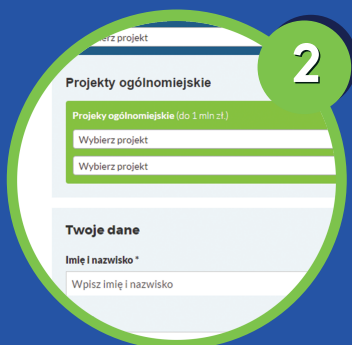 erz projekt
2
Projekty ogólnomiejskie
Projeky ogólnomiejskie (do 1 mln zł.)
Wybierz projekt
Wybierz projekt
Twoje dane
Imię i nazwisko *
Wpisz imię i nazwisko